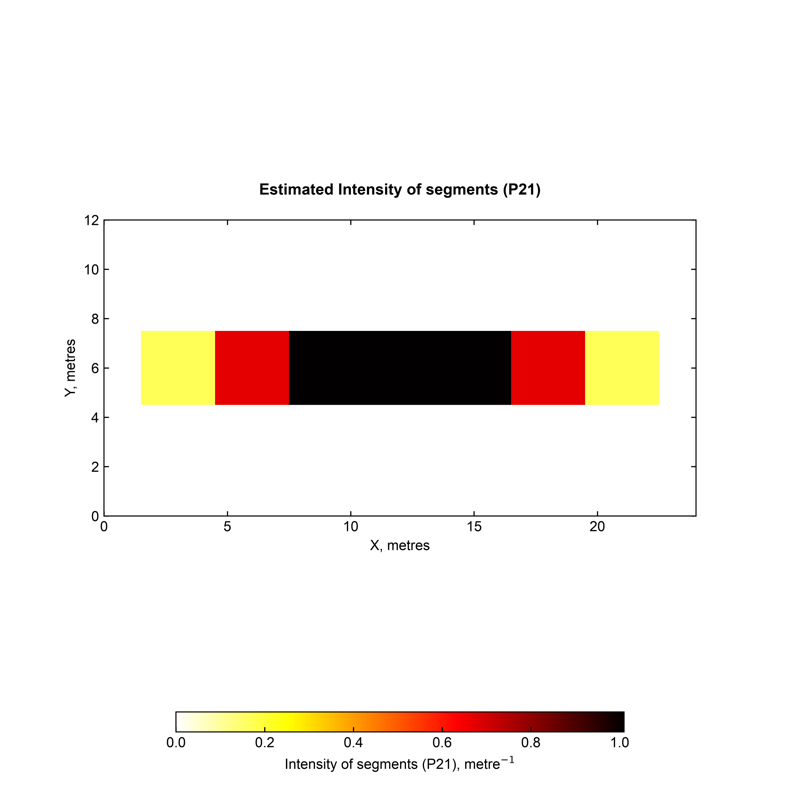 Estimated Intensity of segments (P21)
12
10
8
6
4
2
0
Y, metres
0 5 10 15 20
X, metres
0.0 0.2 0.4 0.6 0.8 1.0
Intensity of segments (P21), metre⁻¹